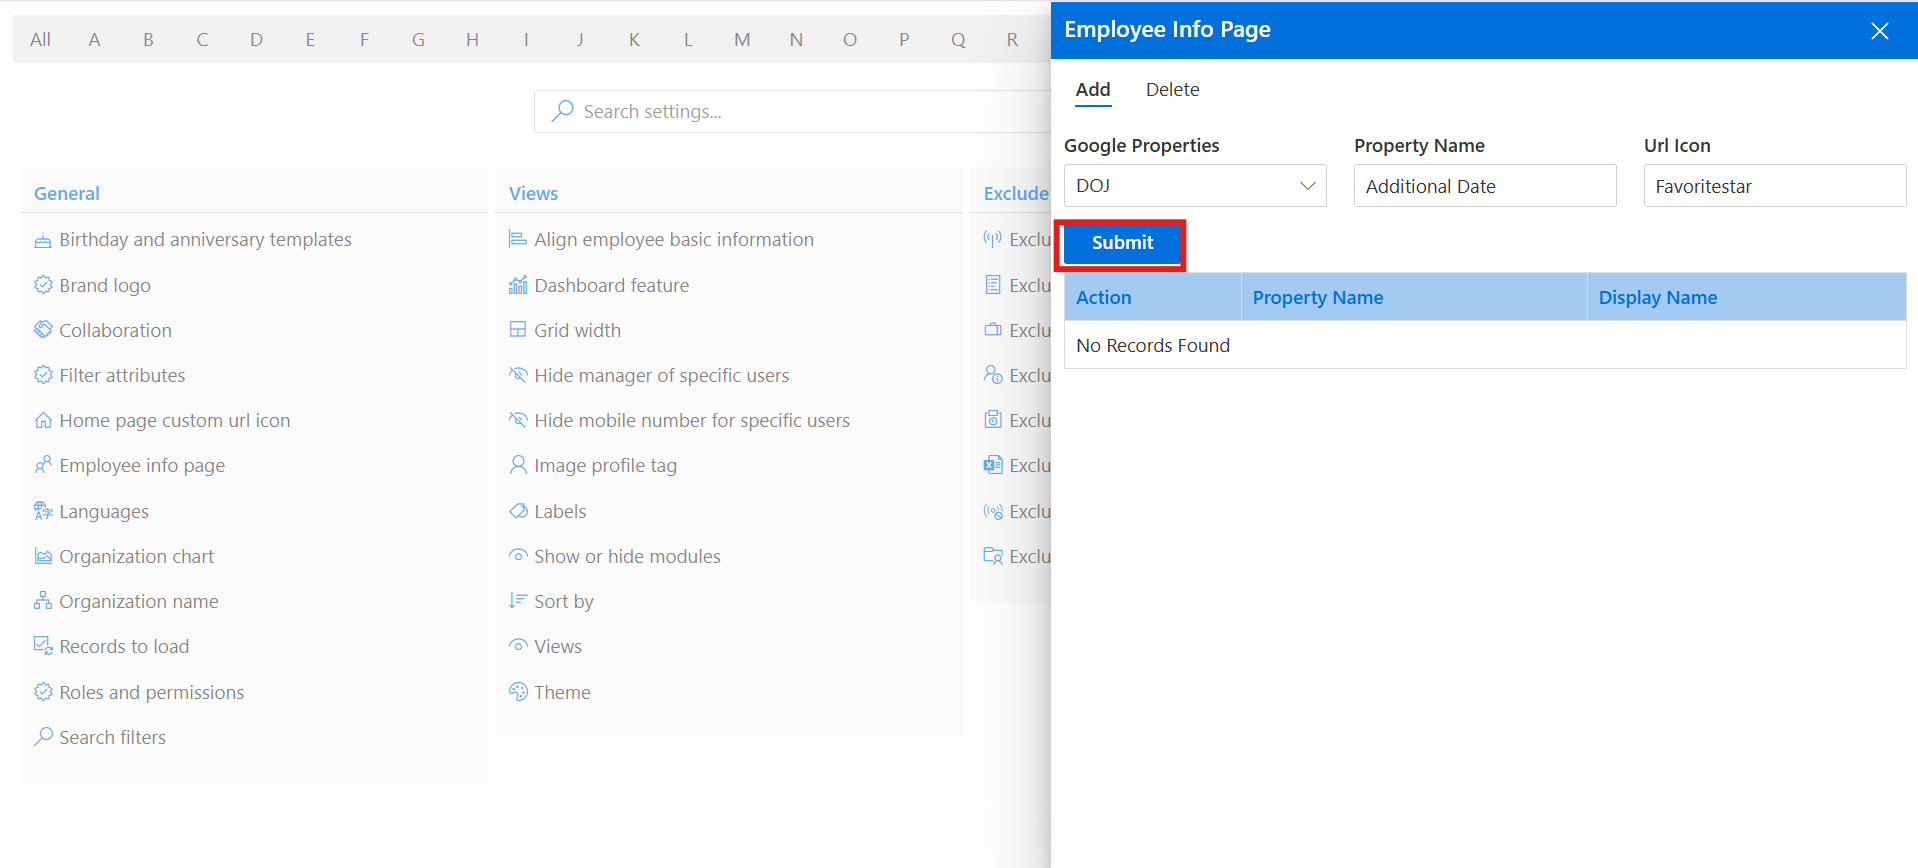 All A B C D E F G H I J K L M N O P Q R
Search settings...
General
Birthday and anniversary templates
Brand logo
Collaboration
Filter attributes
Home page custom url icon
Employee info page
Languages
Organization chart
Organization name
Records to load
Roles and permissions
Search filters
Views
Align employee basic information
Dashboard feature
Grid width
Hide manager of specific users
Hide mobile number for specific users
Image profile tag
Labels
Show or hide modules
Sort by
Views
Theme
Exclude
Exclu
Exclu
Exclu
Exclu
Exclu
Exclu
Exclu
Exclu
Employee Info Page
Add Delete
Google Properties Property Name Url Icon
DOJ Additional Date Favoritestar
Submit
Action Property Name Display Name
No Records Found